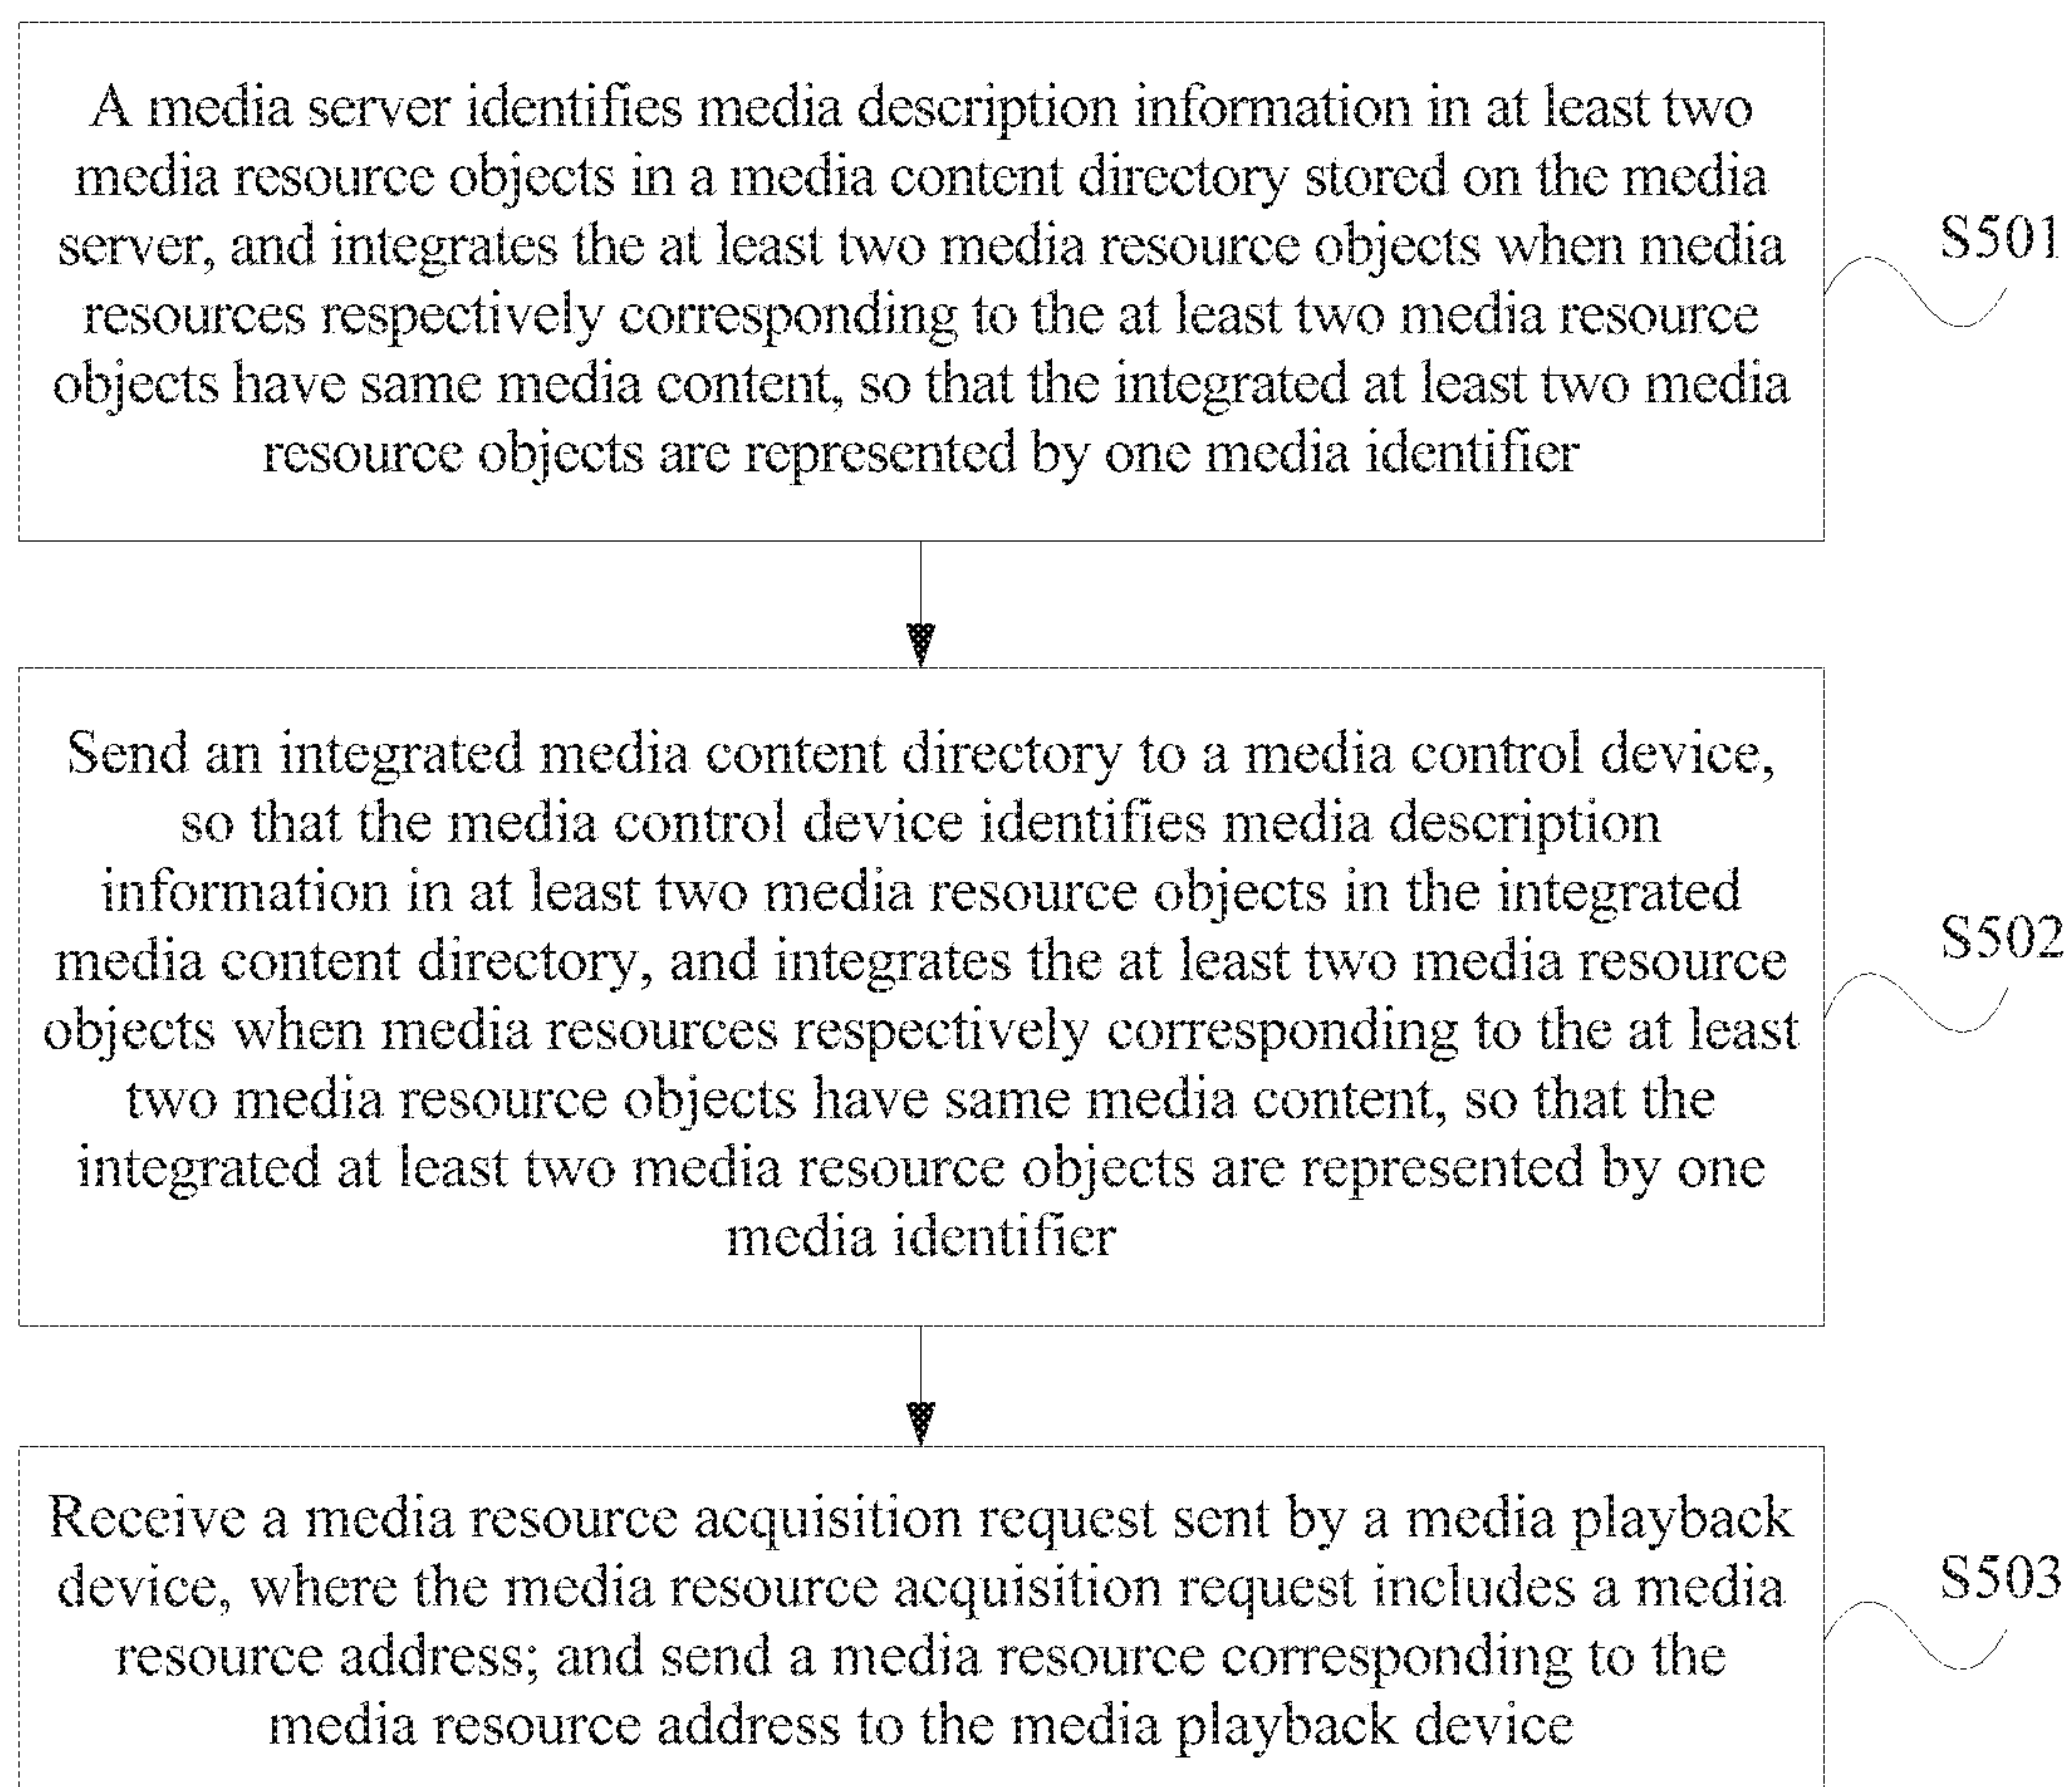 A media server identifies media description information in at least two
media resource objects in a media content directory stored on the media
server, and integrates the at least two media resource objects when media
resources respectively corresponding to the at least two media resource
objects have same media content, so that the integrated at least two media
resource objects are represented by one media identifier
S501
Send an integrated media content directory to a media control device,
so that the media control device identifies media description
information in at least two media resource objects in the integrated
media content directory, and integrates the at least two media resource
objects when media resources respectively corresponding to the at least
two media resource objects have same media content, so that the
integrated at least two media resource objects are represented by one
media identifier
S502
Receive a media resource acquisition request sent by a media playback
device, where the media resource acquisition request includes a media
resource address; and send a media resource corresponding to the
media resource address to the media playback device
S503